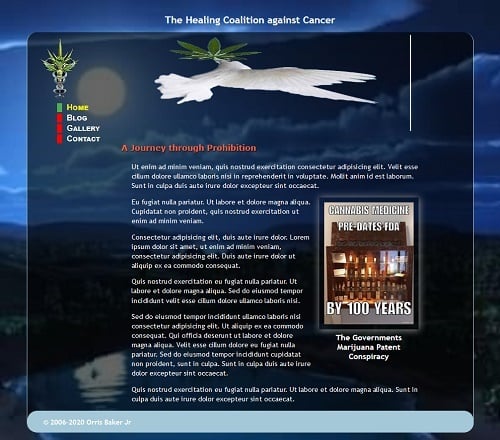 The Healing Coalition against Cancer
Home
Blog
Gallery
Contact
A Journey through Prohibition
Ut enim ad minim veniam, quis nostrud exercitation consectetur adipisicing elit. Velit esse
cillum dolore ullamco laboris nisi in reprehenderit in voluptate. Mollit anim id est laborum.
Sunt in culpa duis aute irure dolor excepteur sint occaecat.
Eu fugiat nulla pariatur. Ut labore et dolore magna aliqua.
Cupidatat non proident, quis nostrud exercitation ut
enim ad minim veniam.
Consectetur adipisicing elit, duis aute irure dolor. Lorem
ipsum dolor sit amet, ut enim ad minim veniam,
consectetur adipisicing elit. Duis aute irure dolor ut
aliquip ex ea commodo consequat.
Quis nostrud exercitation eu fugiat nulla pariatur. Ut
labore et dolore magna aliqua. Sed do eiusmod tempor
incididunt velit esse cillum dolore ullamco laboris nisi.
Sed do eiusmod tempor incididunt ullamco laboris nisi
consectetur adipisicing elit. Ut aliquip ex ea commodo
consequat. Qui officia deserunt ut labore et dolore
magna aliqua. Velit esse cillum dolore eu fugiat nulla
pariatur. Sed do eiusmod tempor incididunt cupidatat
non proident, sunt in culpa. Sunt in culpa duis aute irure
dolor excepteur sint occaecat.
CANNABIS MEDICINE
PRE-DATES FDA
BY 100 YEARS
The Governments
Marijuana Patent
Conspiracy
Quis nostrud exercitation eu fugiat nulla pariatur. Ut labore et dolore magna aliqua. Sunt in
culpa duis aute irure dolor excepteur sint occaecat.
© 2006-2020 Orris Baker Jr